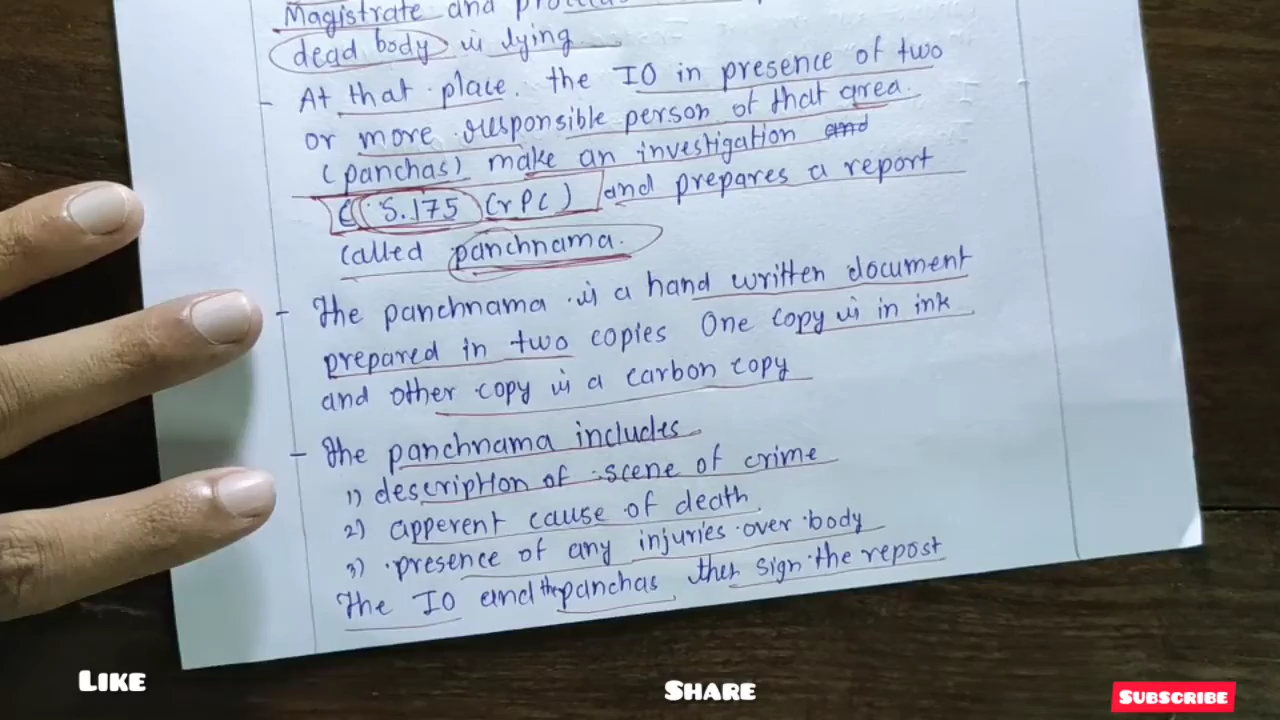 Magistrate and
dead body is lying
- At that place. the IO in presence of two
or more responsible person of that area.
(panchas) make an investigation and
( S.175 CrPC) and prepares a report
called panchnama.
- The panchnama is a hand written document
prepared in two copies One copy is in ink
and other copy is a carbon copy
- The panchnama includes
1) description of scene of crime
2) apperent cause of death
3) presence of any injuries over body
The IO and the panchas then sign the repost
LIKE
SHARE
SUBSCRIBE